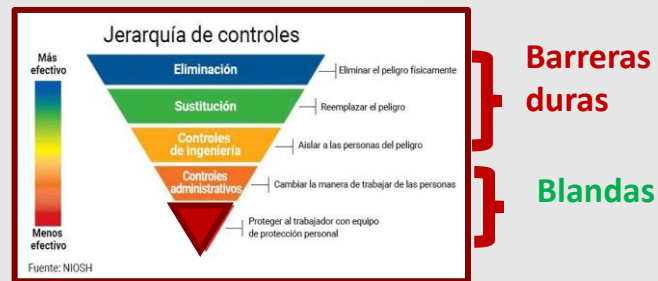 Jerarquía de controles
Más
efectivo
Eliminación
Eliminar el peligro físicamente
Sustitución
Reemplazar el peligro
Controles
de ingeniería
Aislar a las personas del peligro
Controles
administrativos
Cambiar la manera de trabajar de las personas
Proteger al trabajador con equipo
de protección personal
Menos
efectivo
Fuente: NIOSH
Barreras
duras
Blandas